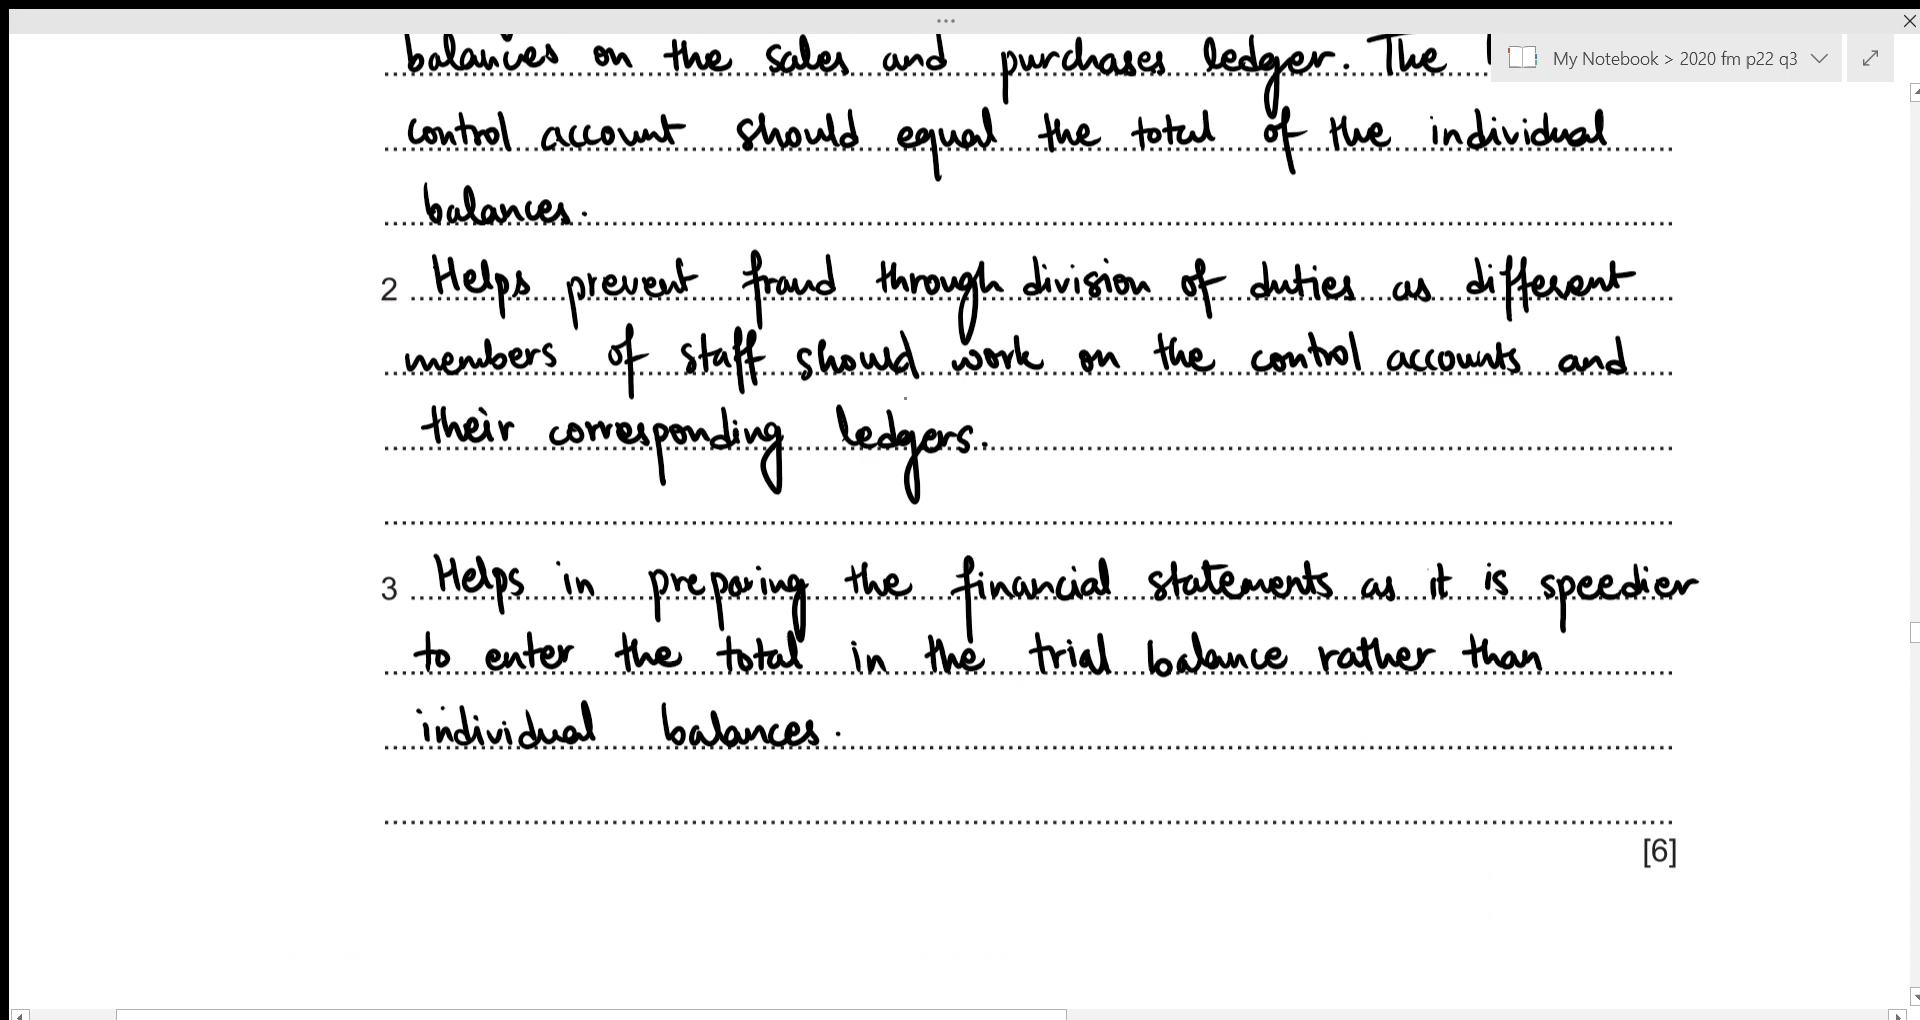 ...
My Notebook > 2020 fm p22 q3
balances on the sales and purchases ledger. The
control account should equal the total of the individual
balances.
2 Helps prevent fraud through division of duties as different
members of staff should work on the control accounts and
their corresponding ledgers.
3 Helps in preparing the financial statements as it is speedier
to enter the total in the trial balance rather than
individual balances.
[6]